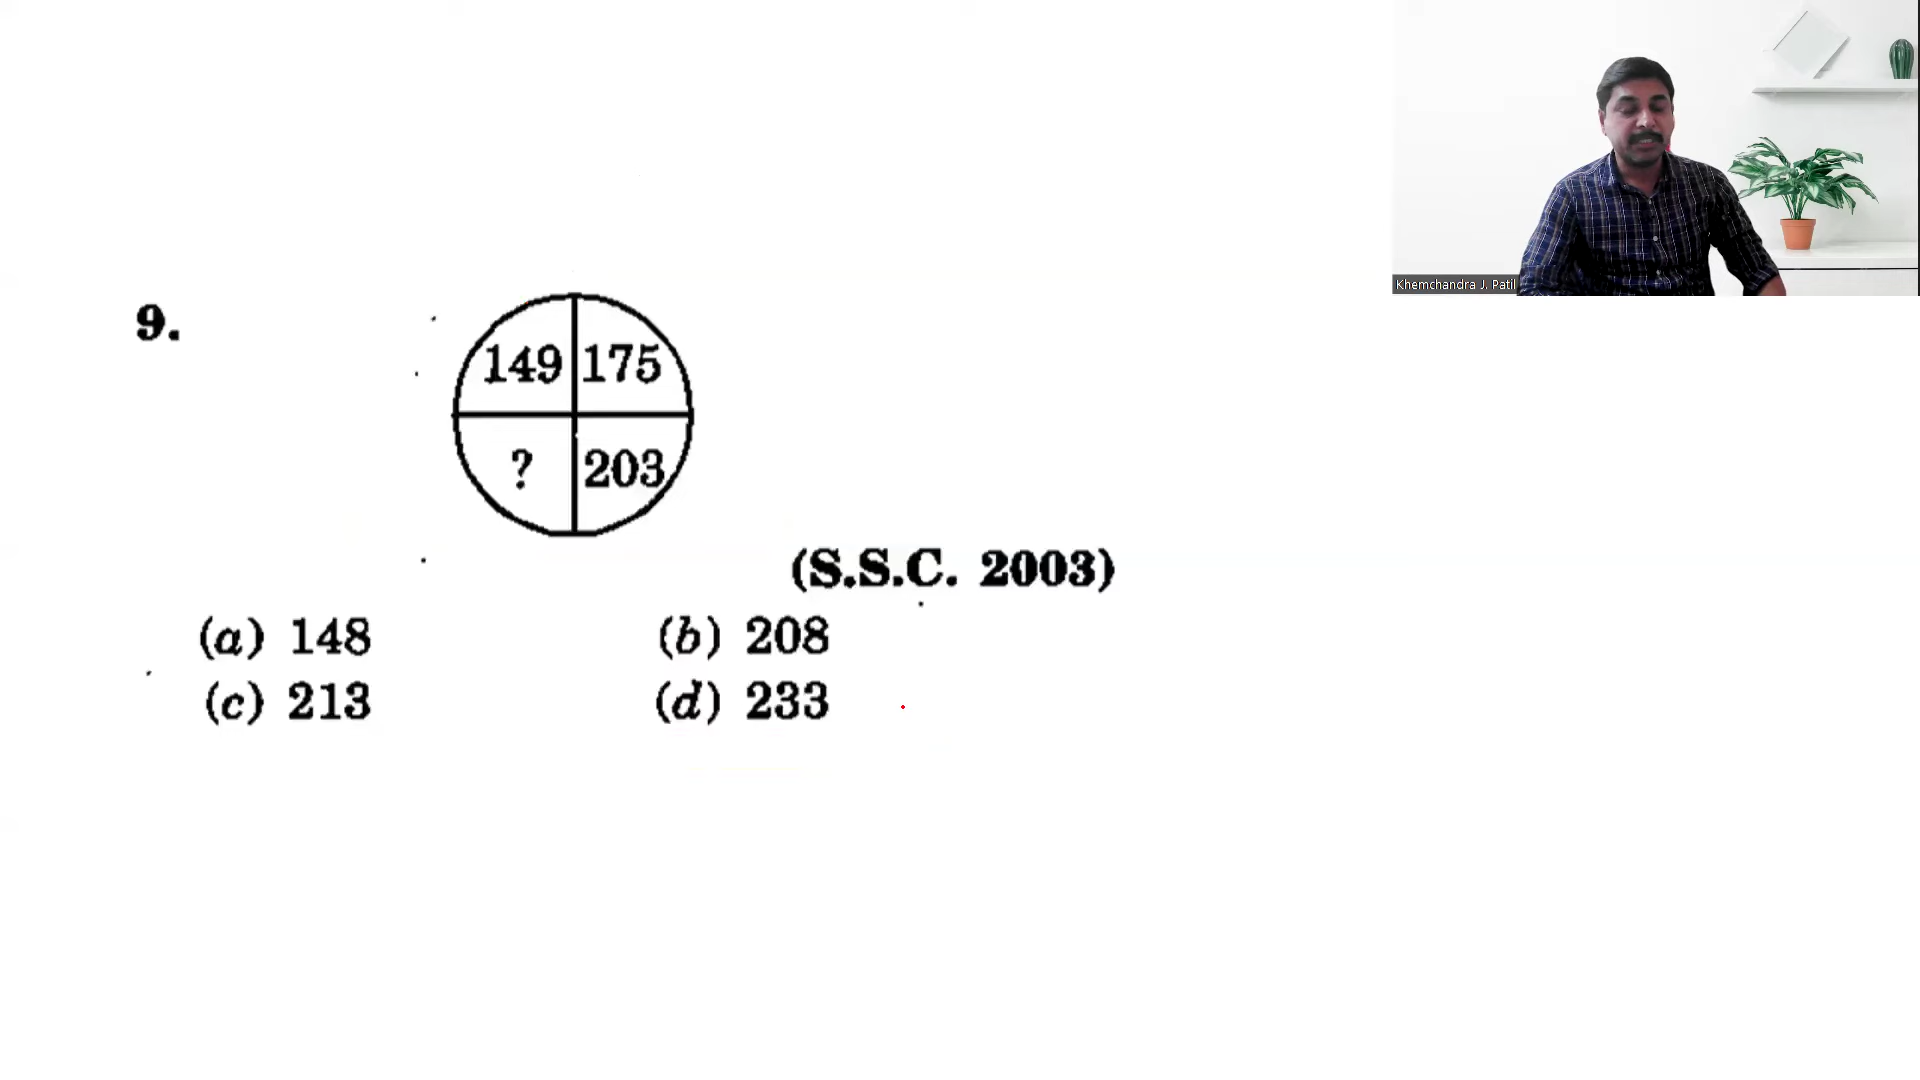 Khemchandra J. Patil
9.
149 175
? 203
(S.S.C. 2003)
(a) 148 (b) 208
(c) 213 (d) 233